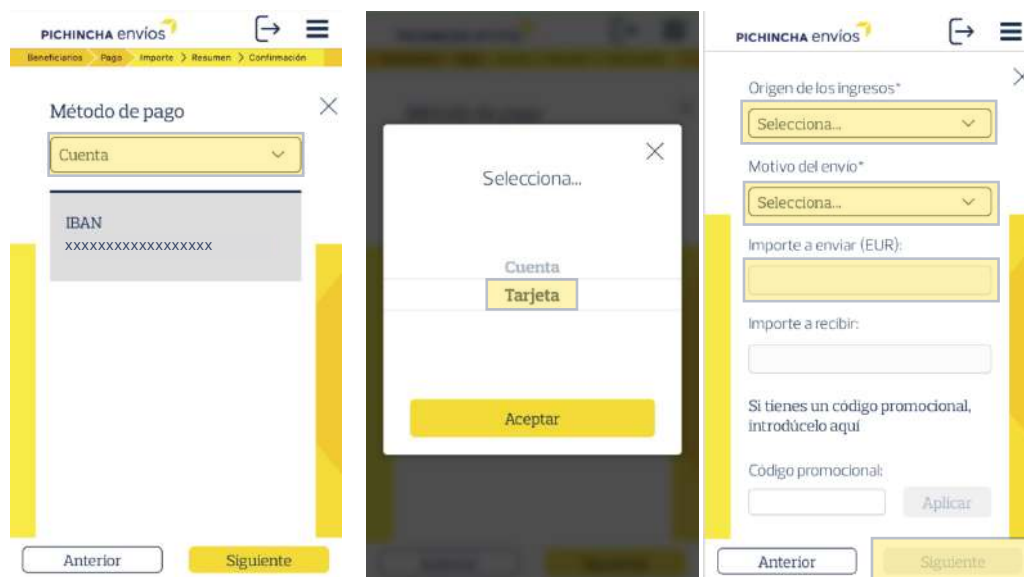 PICHINCHA envíos
Beneficiarios Pago Importe > Resumen > Confirmación
Método de pago
Cuenta
IBAN
xxxxxxxxxxxxxxxxxx
Anterior
Siguiente
Selecciona...
Cuenta
Tarjeta
Aceptar
PICHINCHA envíos
Origen de los ingresos*
Selecciona...
Motivo del envío*
Selecciona...
Importe a enviar (EUR):
Importe a recibir:
Si tienes un código promocional,
introdúcelo aquí
Código promocional:
Aplicar
Anterior
Siguiente